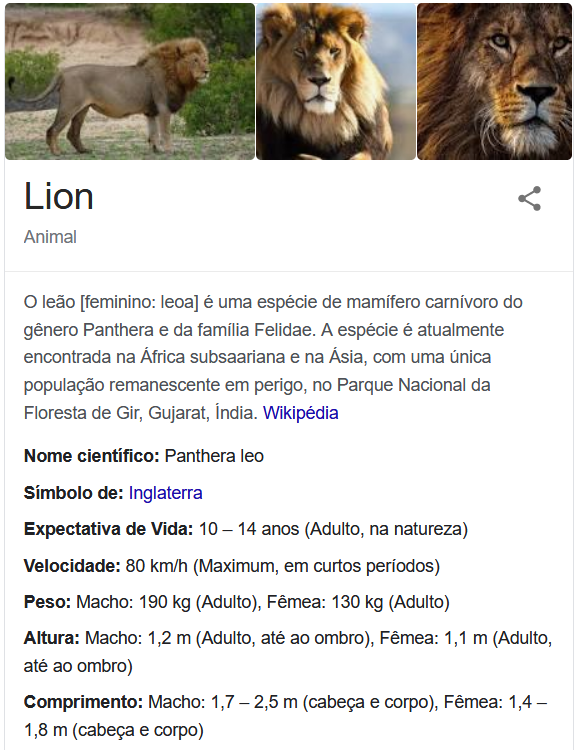 Lion
Animal
O leão [feminino: leoa] é uma espécie de mamífero carnívoro do
gênero Panthera e da família Felidae. A espécie é atualmente
encontrada na África subsaariana e na Ásia, com uma única
população remanescente em perigo, no Parque Nacional da
Floresta de Gir, Gujarat, Índia. Wikipédia
Nome científico: Panthera leo
Símbolo de: Inglaterra
Expectativa de Vida: 10 – 14 anos (Adulto, na natureza)
Velocidade: 80 km/h (Maximum, em curtos períodos)
Peso: Macho: 190 kg (Adulto), Fêmea: 130 kg (Adulto)
Altura: Macho: 1,2 m (Adulto, até ao ombro), Fêmea: 1,1 m (Adulto,
até ao ombro)
Comprimento: Macho: 1,7 – 2,5 m (cabeça e corpo), Fêmea: 1,4 –
1,8 m (cabeça e corpo)